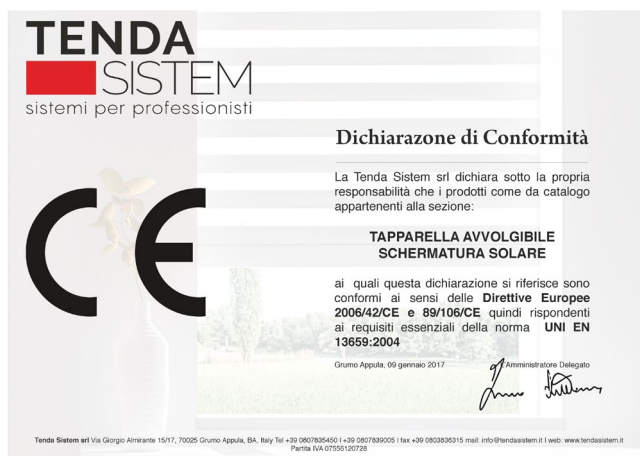 TENDA
SISTEM
sistemi per professionisti
CE
Dichiarazone di Conformità
La Tenda Sistem srl dichiara sotto la propria
responsabilità che i prodotti come da catalogo
appartenenti alla sezione:
TAPPARELLA AVVOLGIBILE
SCHERMATURA SOLARE
ai quali questa dichiarazione si riferisce sono
conformi ai sensi delle Direttive Europee
2006/42/CE e 89/106/CE quindi rispondenti
ai requisiti essenziali della norma UNI EN
13659:2004
Grumo Appula, 09 gennaio 2017
L'Amministratore Delegato
Tenda Sistem srl Via Giorgio Almirante 15/17, 70025 Grumo Appula, BA, Italy Tel +39 0807835450 I +39 0807839005 I fax +39 0803836315 mail: info@tendasistem.it I web: www.tendasistem.it
Partita IVA 07556120728